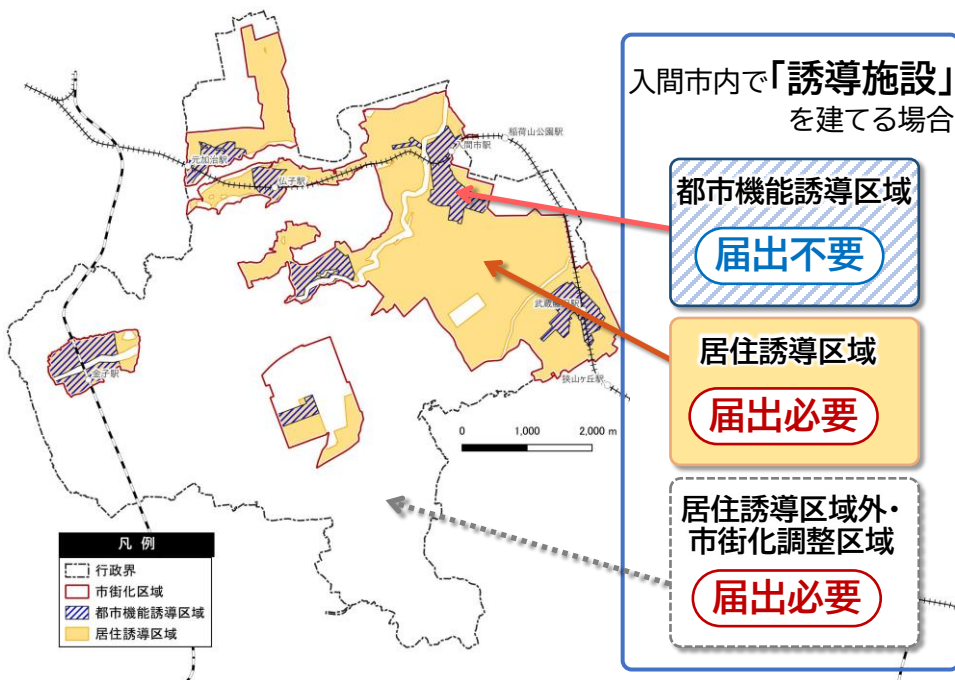 入間市内で「誘導施設」
を建てる場合
都市機能誘導区域
届出不要
居住誘導区域
届出必要
居住誘導区域外・
市街化調整区域
届出必要
稲荷山公園駅
入間市駅
元加治駅
仏子駅
狭山ヶ丘駅
金子駅
0 1,000 2,000 m
凡 例
行政界
市街化区域
都市機能誘導区域
居住誘導区域